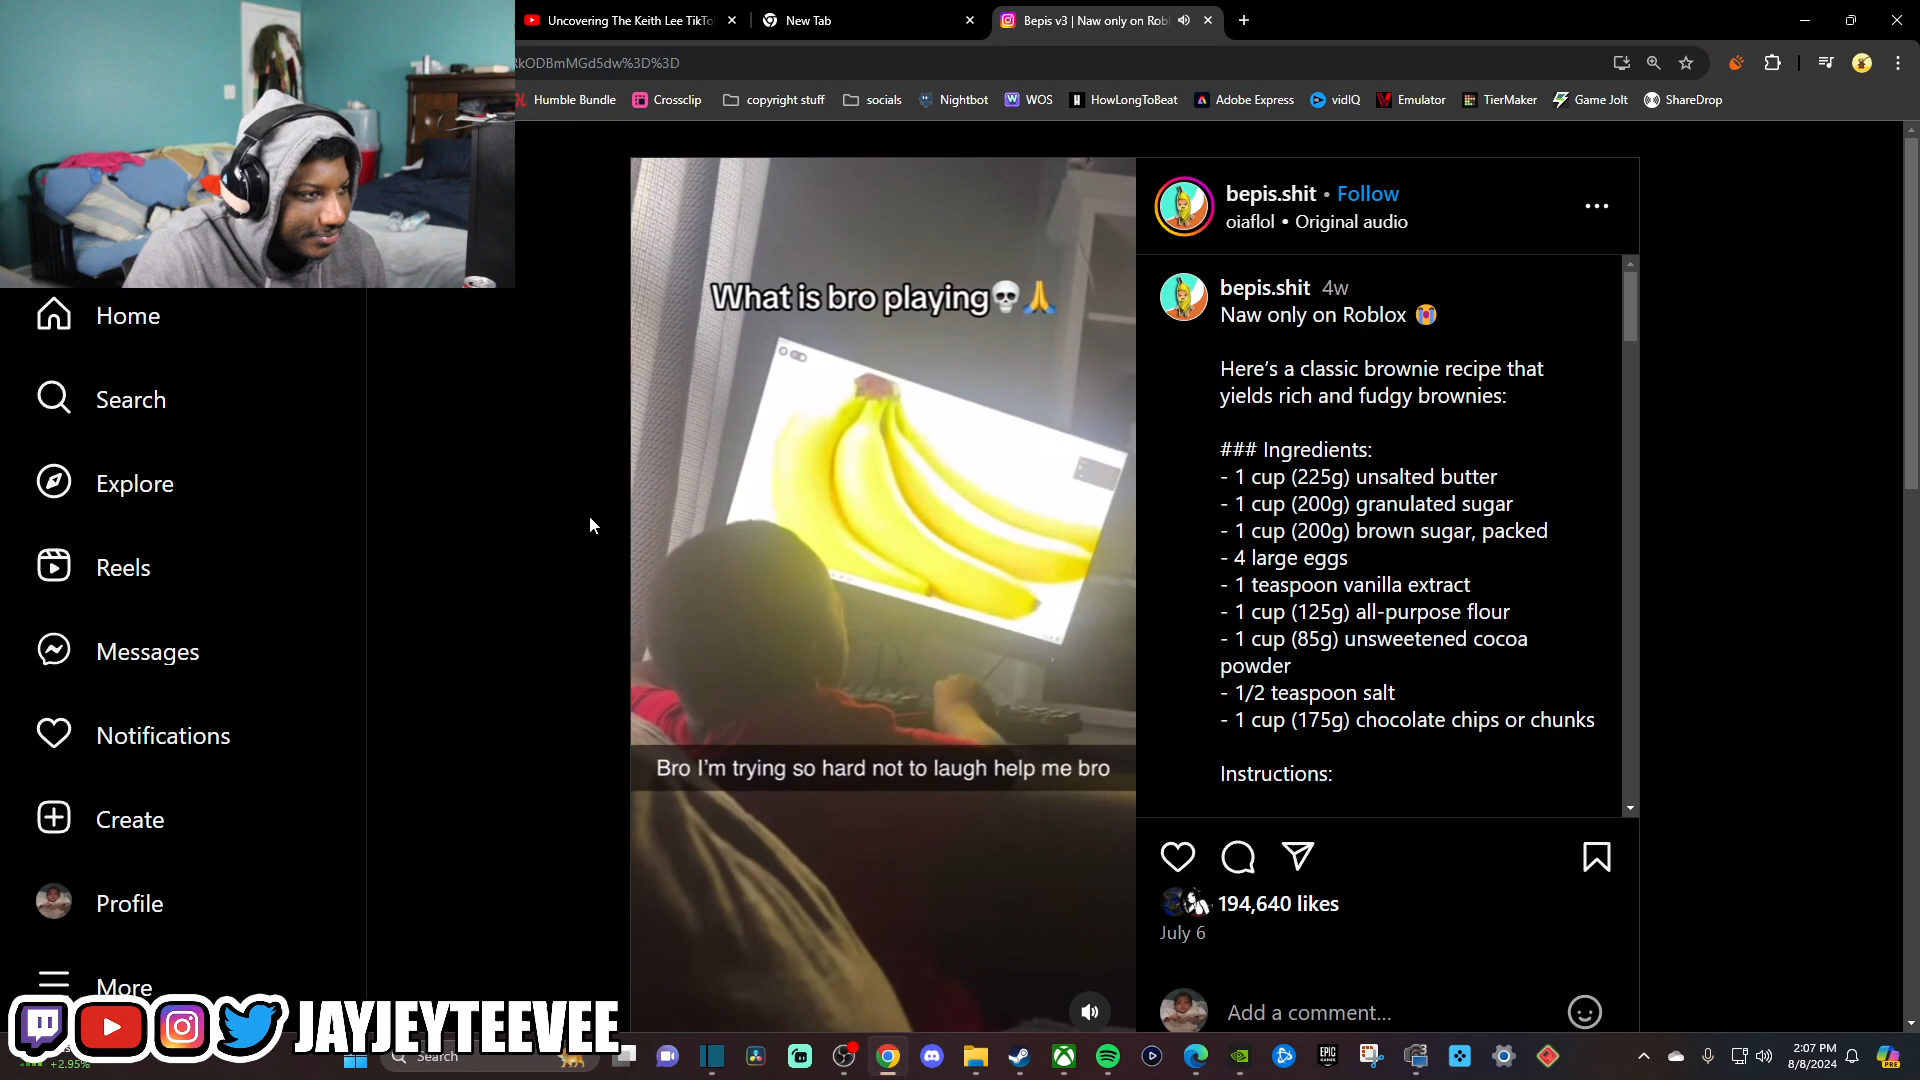 Uncovering The Keith Lee TikTo
New Tab
Bepis v3 | Naw only on Robl
kODBmMGd5dw%3D%3D
Humble Bundle
Crossclip
copyright stuff
socials
Nightbot
WOS
HowLongToBeat
Adobe Express
vidIQ
Emulator
TierMaker
Game Jolt
ShareDrop
Home
Search
Explore
Reels
Messages
Notifications
Create
Profile
More
What is bro playing💀🙏
Bro I'm trying so hard not to laugh help me bro
bepis.shit • Follow
oiaflol • Original audio
bepis.shit 4w
Naw only on Roblox 😭
Here's a classic brownie recipe that
yields rich and fudgy brownies:
### Ingredients:
- 1 cup (225g) unsalted butter
- 1 cup (200g) granulated sugar
- 1 cup (200g) brown sugar, packed
- 4 large eggs
- 1 teaspoon vanilla extract
- 1 cup (125g) all-purpose flour
- 1 cup (85g) unsweetened cocoa
powder
- 1/2 teaspoon salt
- 1 cup (175g) chocolate chips or chunks
Instructions:
194,640 likes
July 6
Add a comment...
JAYJEYTEEVEE
+2.95%
Search
EPIC
GAMES
PRE
2:07 PM
8/8/2024